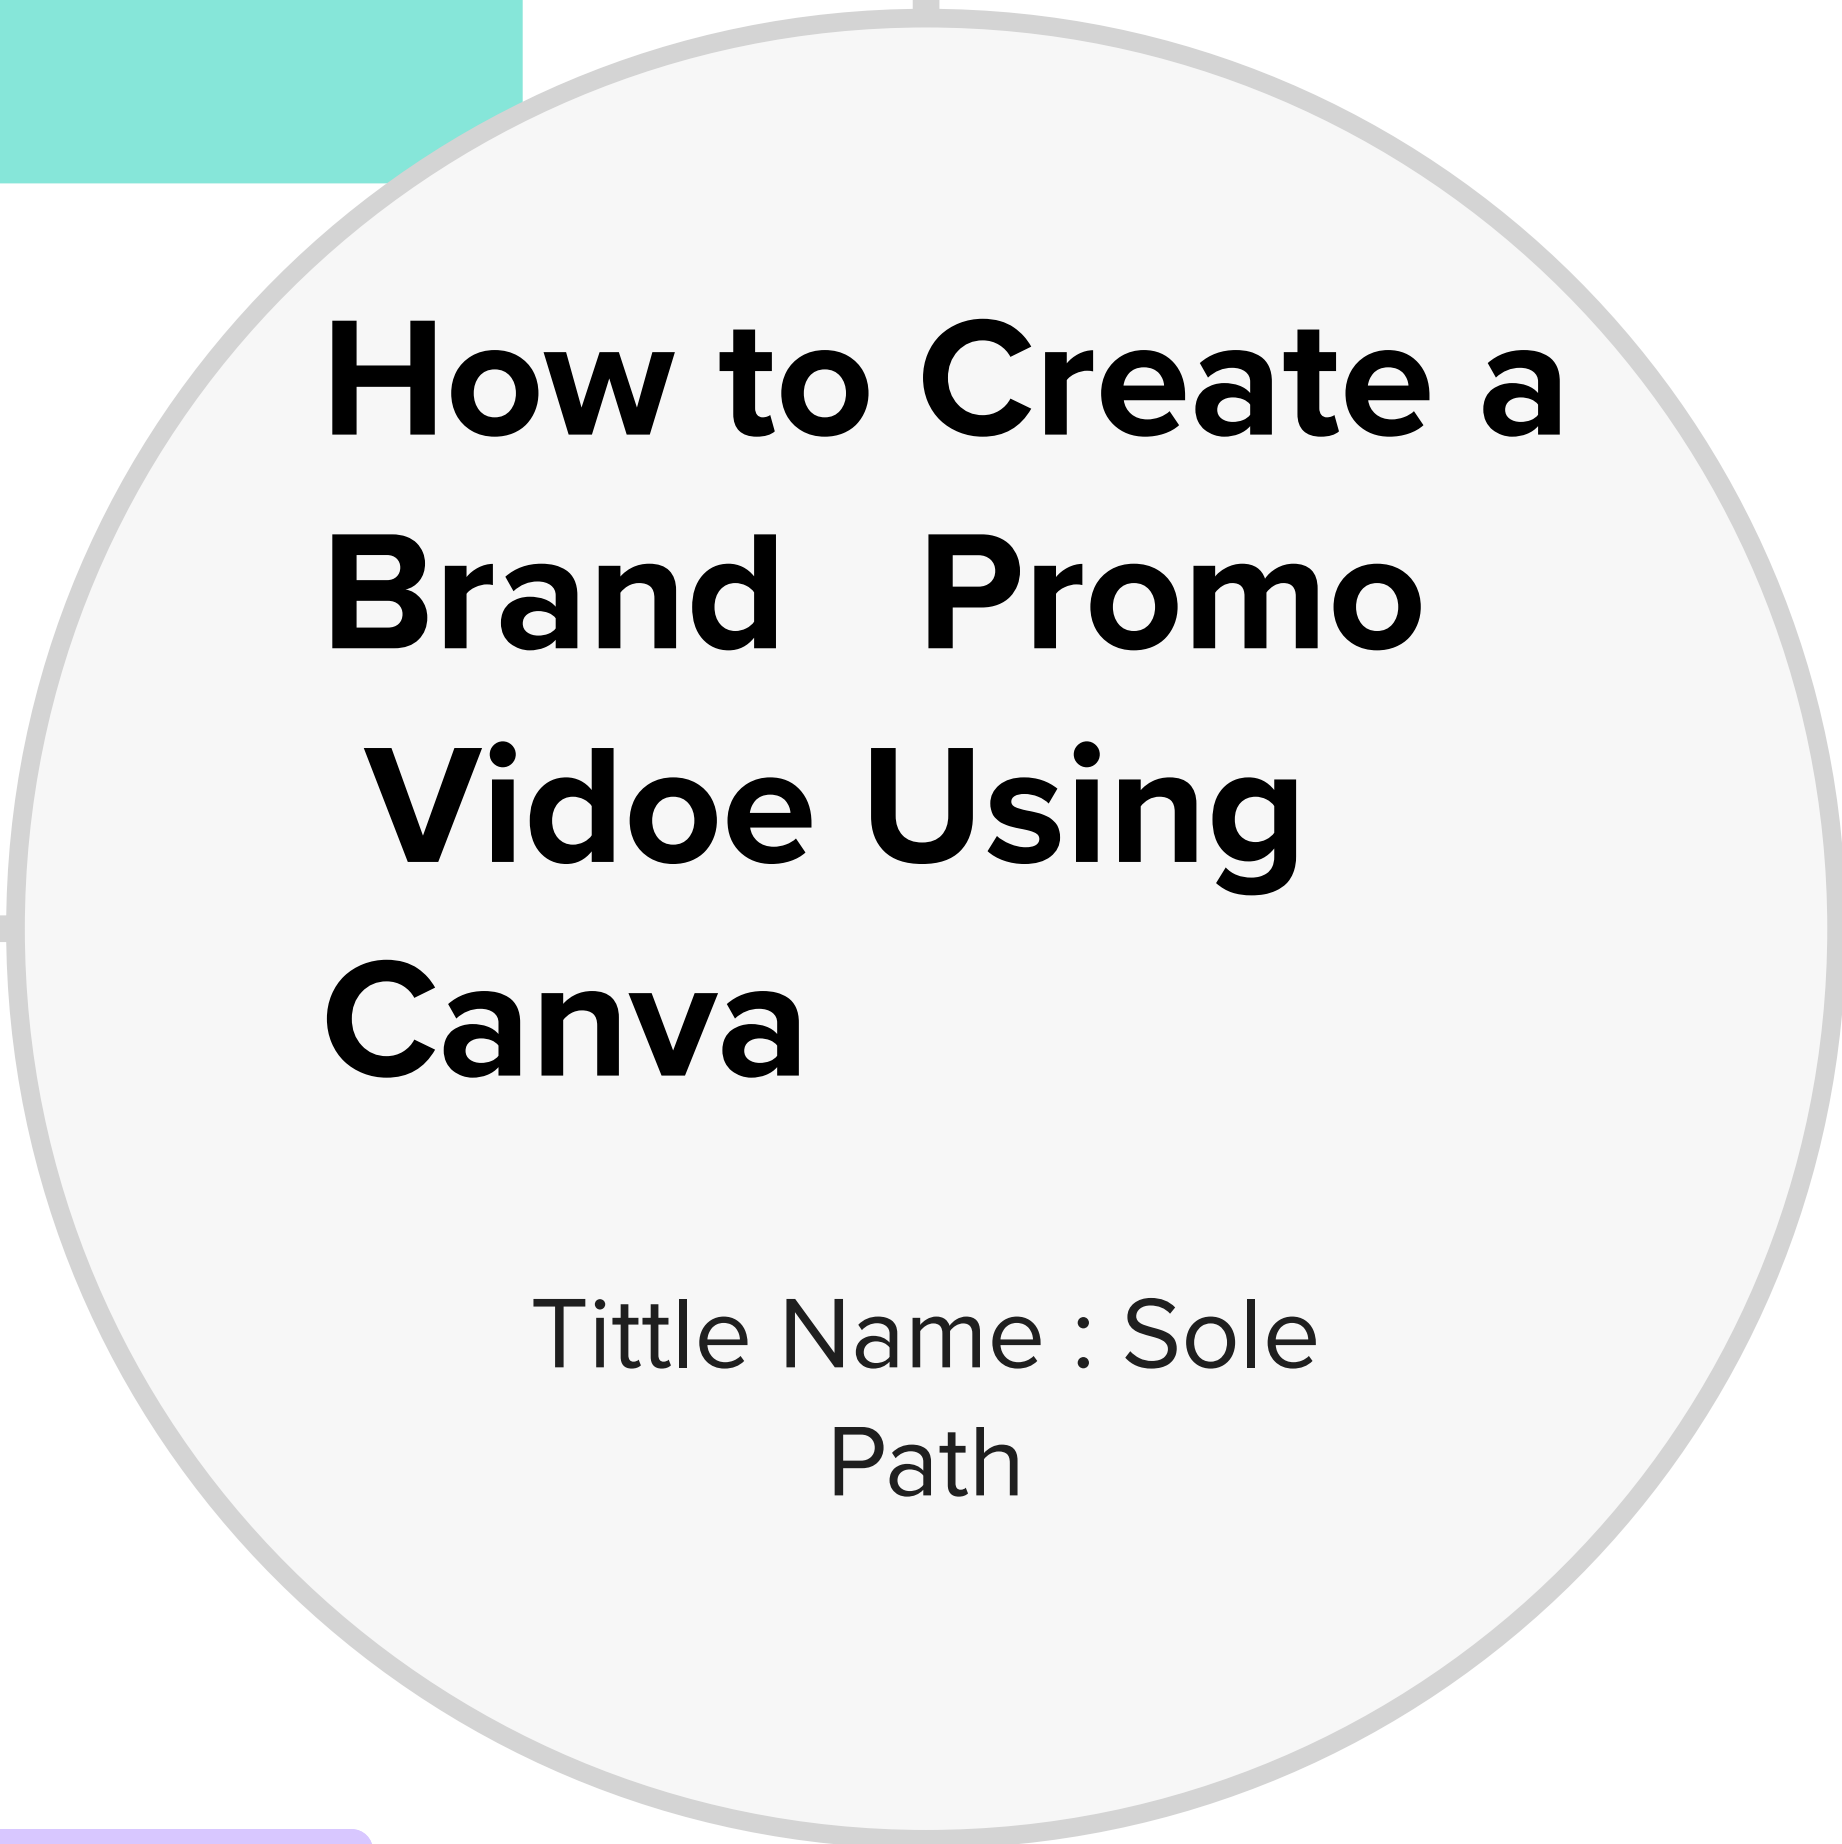 How to Create a
Brand   Promo
Vidoe Using
Canva
Tittle Name : Sole
Path